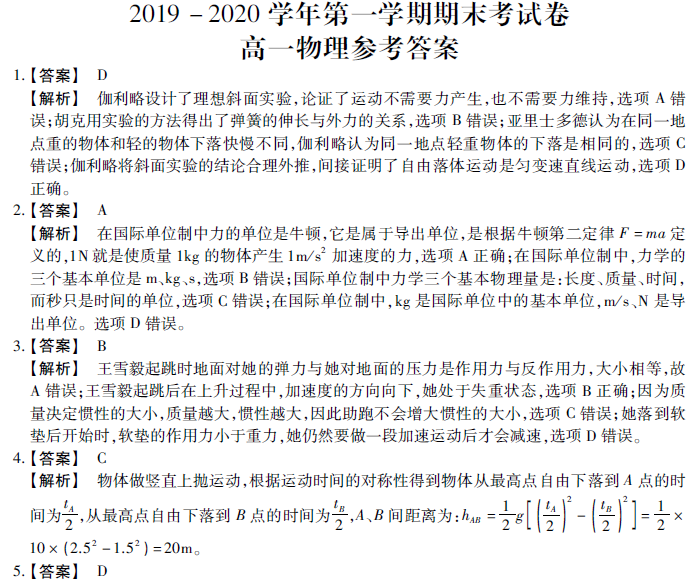 2019-2020学年第一学期期末考试卷
高一物理参考答案
1.【答案】 D
【解析】 伽利略设计了理想斜面实验,论证了运动不需要力产生,也不需要力维持,选项 A 错
误;胡克用实验的方法得出了弹簧的伸长与外力的关系,选项 B 错误;亚里士多德认为在同一地
点重的物体和轻的物体下落快慢不同,伽利略认为同一地点轻重物体的下落是相同的,选项 C
错误;伽利略将斜面实验的结论合理外推,间接证明了自由落体运动是匀变速直线运动,选项 D
正确。
2.【答案】 A
【解析】 在国际单位制中力的单位是牛顿,它是属于导出单位,是根据牛顿第二定律 F=ma 定
义的,1N 就是使质量 1kg 的物体产生 1m/s² 加速度的力,选项 A 正确;在国际单位制中,力学的
三个基本单位是 m、kg、s,选项 B 错误;国际单位制中力学三个基本物理量是:长度、质量、时间,
而秒只是时间的单位,选项 C 错误;在国际单位制中,kg 是国际单位中的基本单位,m/s、N 是导
出单位。选项 D 错误。
3.【答案】 B
【解析】 王雪毅起跳时地面对她的弹力与她对地面的压力是作用力与反作用力,大小相等,故
A 错误;王雪毅起跳后在上升过程中,加速度的方向向下,她处于失重状态,选项 B 正确;因为质
量决定惯性的大小,质量越大,惯性越大,因此助跑不会增大惯性的大小,选项 C 错误;她落到软
垫后开始时,软垫的作用力小于重力,她仍然要做一段加速运动后才会减速,选项 D 错误。
4.【答案】 C
【解析】 物体做竖直上抛运动,根据运动时间的对称性得到物体从最高点自由下落到 A 点的时
间为 t_A/2,从最高点自由下落到 B 点的时间为 t_B/2,A、B 间距离为:h_AB = 1/2 g[(t_A/2)² - (t_B/2)²] = 1/2 ×
10×(2.5²-1.5²)=20m。
5.【答案】 D